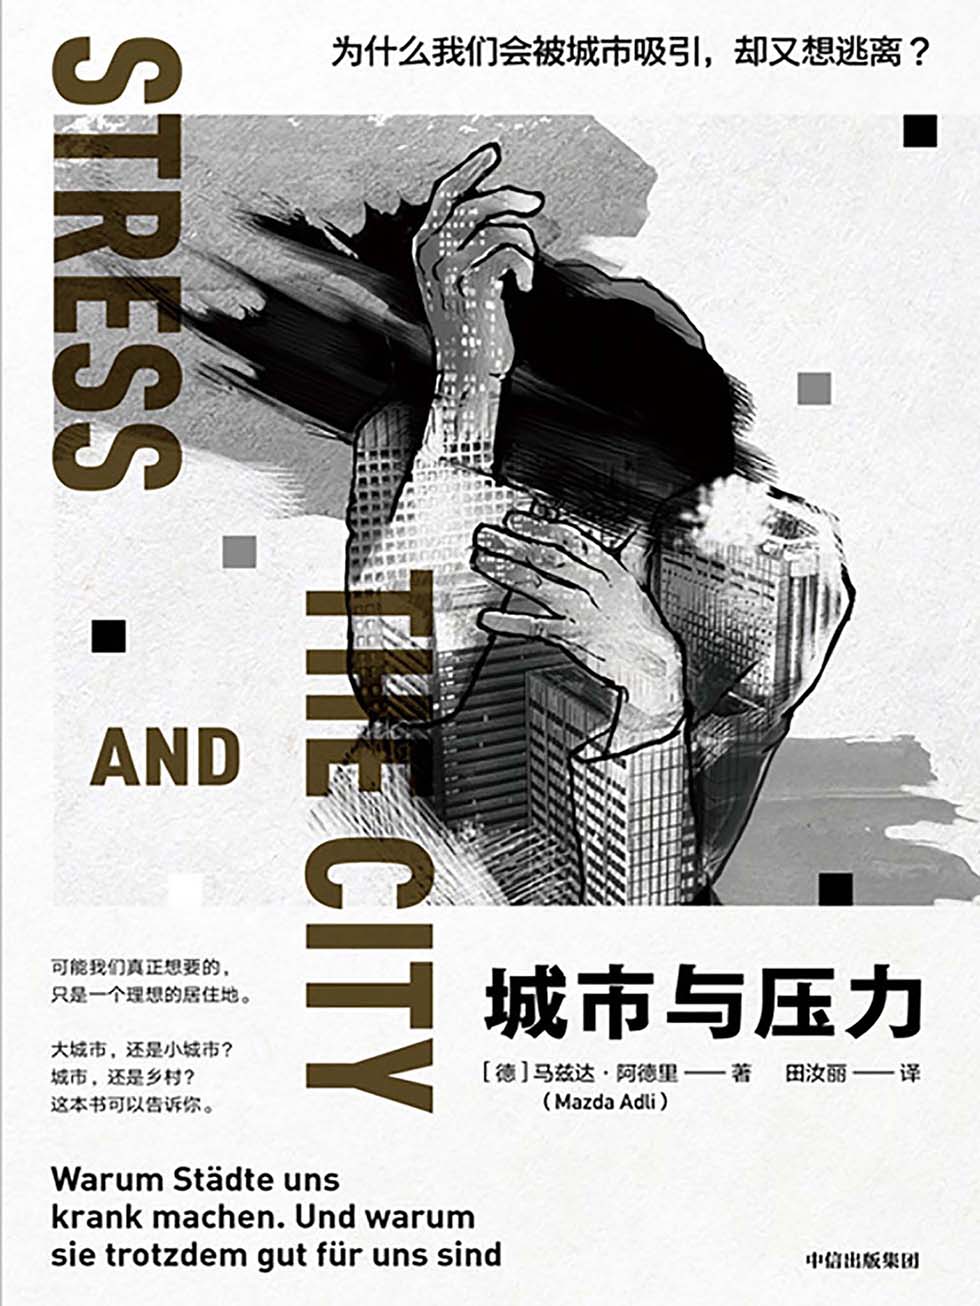 为什么我们会被城市吸引，却又想逃离？
STRESS
AND
THE CITY
可能我们真正想要的，
只是一个理想的居住地。
大城市，还是小城市？
城市，还是乡村？
这本书可以告诉你。
城市与压力
［德］马兹达·阿德里——著 田汝丽——译
（Mazda Adli）
Warum Städte uns
krank machen. Und warum
sie trotzdem gut für uns sind
中信出版集团